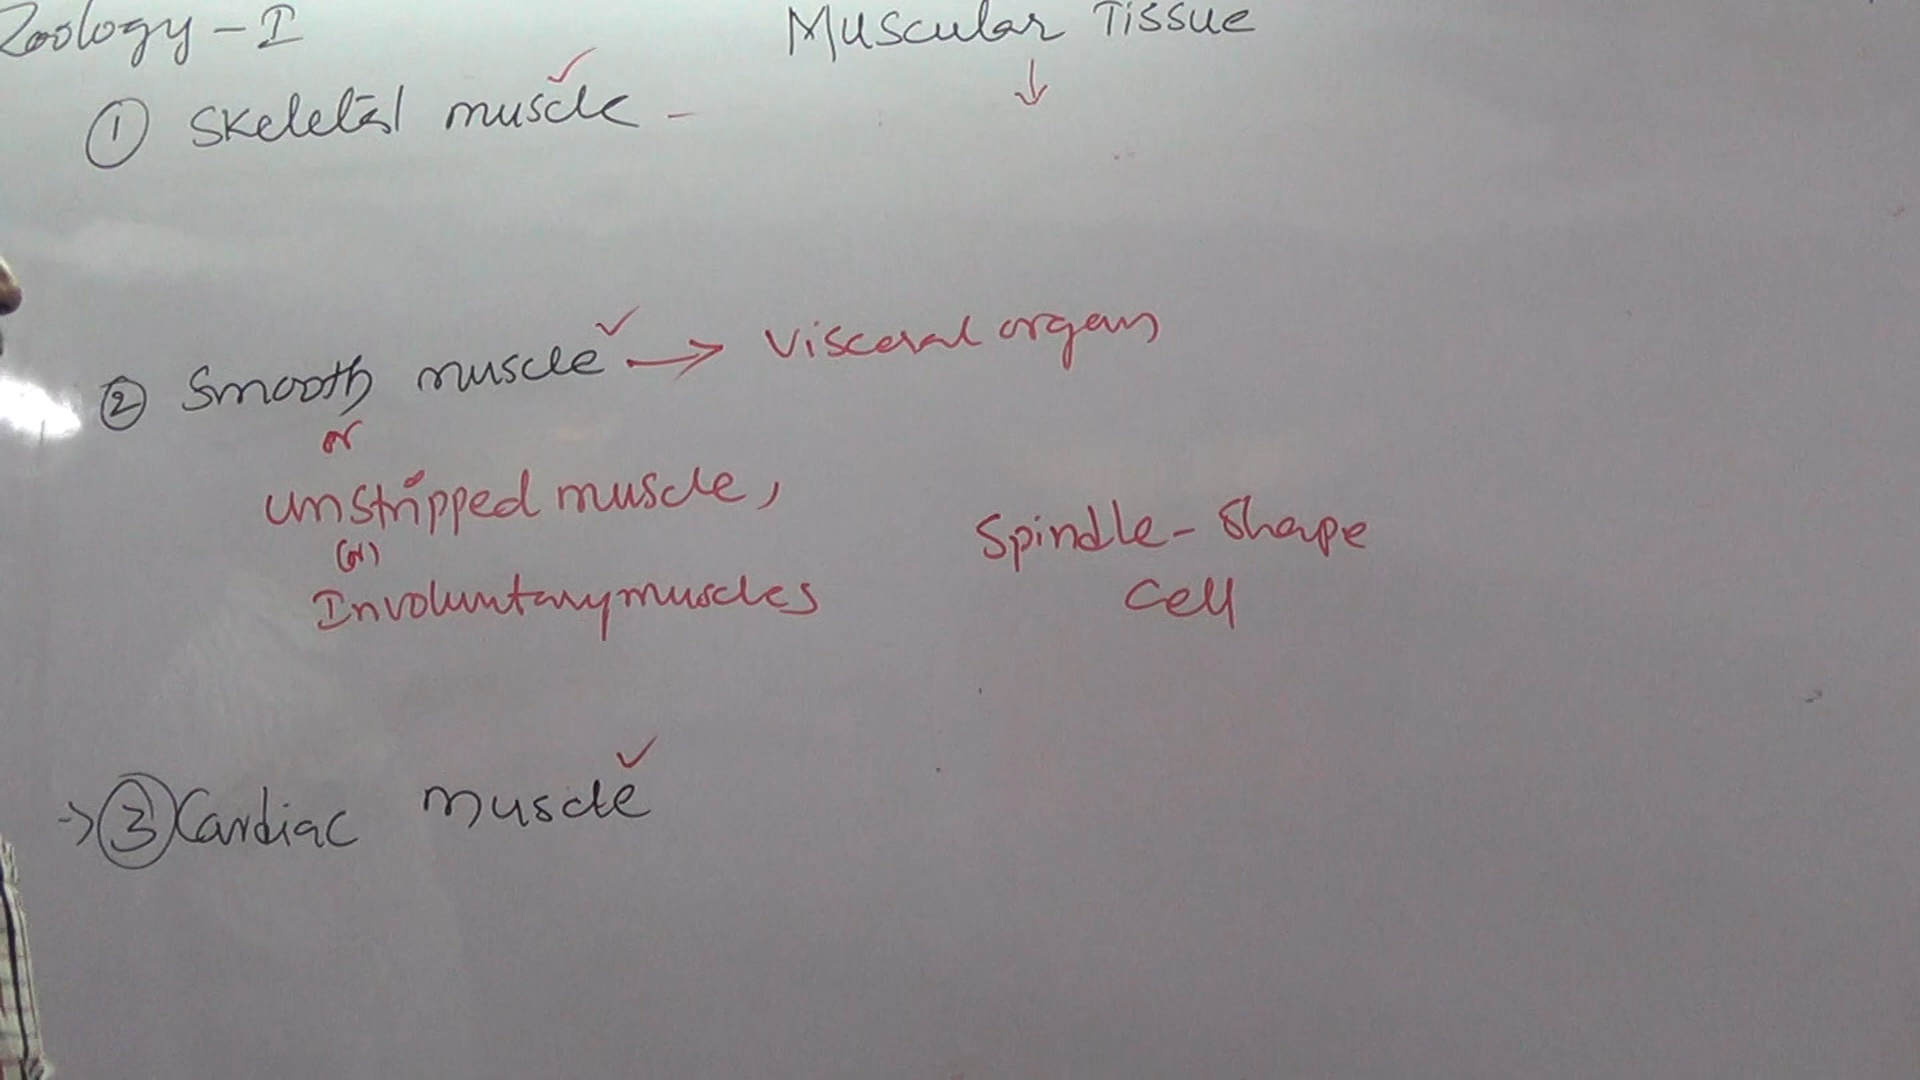 Zoology - I
Muscular Tissue
↓
① Skeletal muscle -
② Smooth muscle → Visceral organs
or
unstripped muscle,
(or)
Involuntary muscles
Spindle-Shape
Cell
→ ③ Cardiac muscle